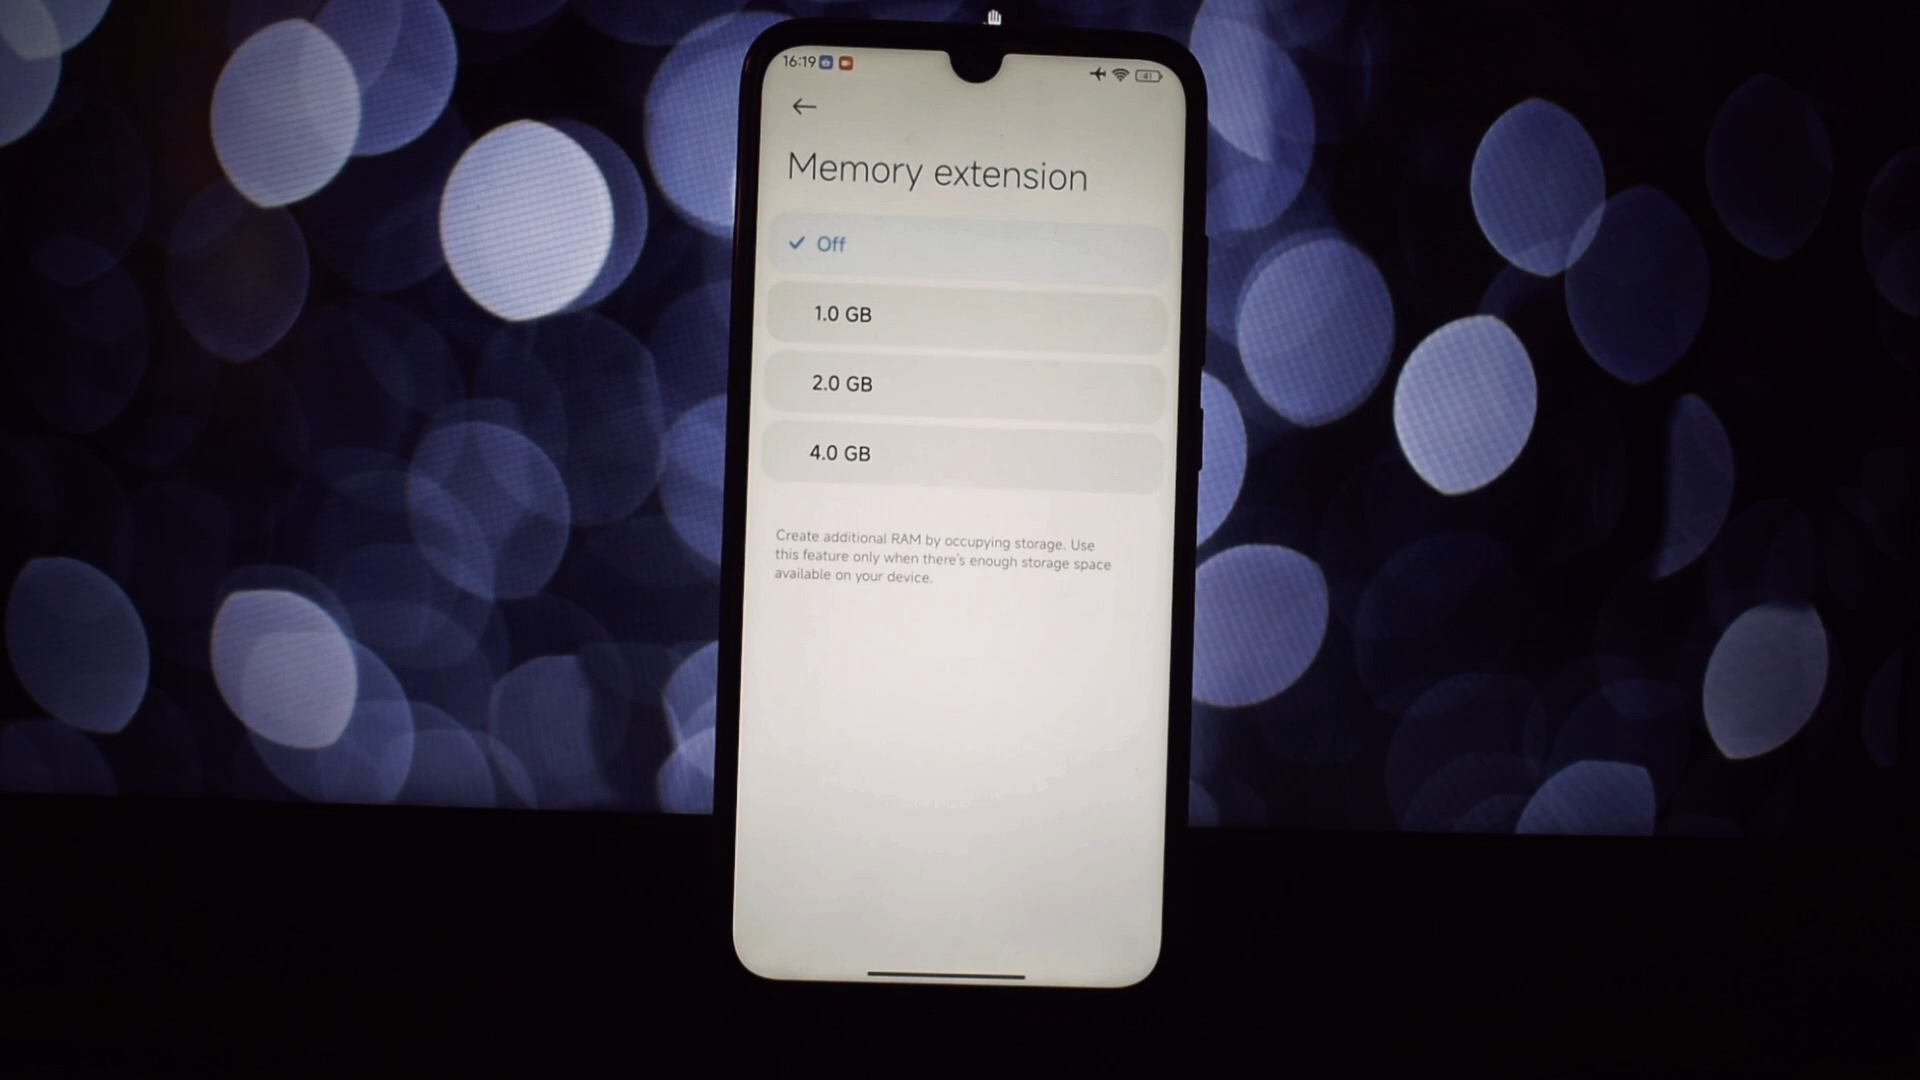 16:19
41
Memory extension
Off
1.0 GB
2.0 GB
4.0 GB
Create additional RAM by occupying storage. Use
this feature only when there's enough storage space
available on your device.